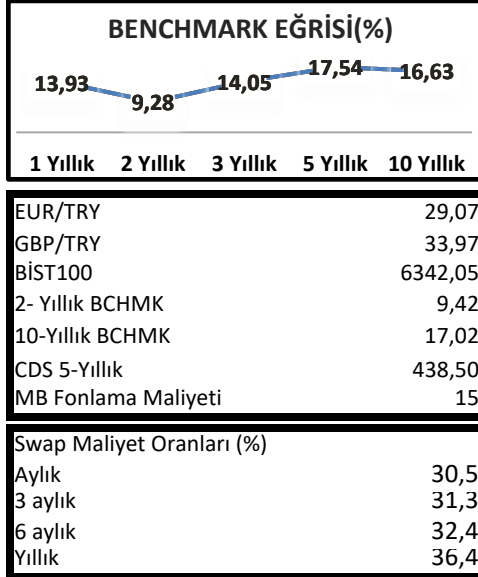 BENCHMARK EĞRİSİ(%)
13,93 9,28 14,05 17,54 16,63
1 Yıllık 2 Yıllık 3 Yıllık 5 Yıllık 10 Yıllık
EUR/TRY 29,07
GBP/TRY 33,97
BİST100 6342,05
2- Yıllık BCHMK 9,42
10-Yıllık BCHMK 17,02
CDS 5-Yıllık 438,50
MB Fonlama Maliyeti 15
Swap Maliyet Oranları (%)
Aylık 30,5
3 aylık 31,3
6 aylık 32,4
Yıllık 36,4